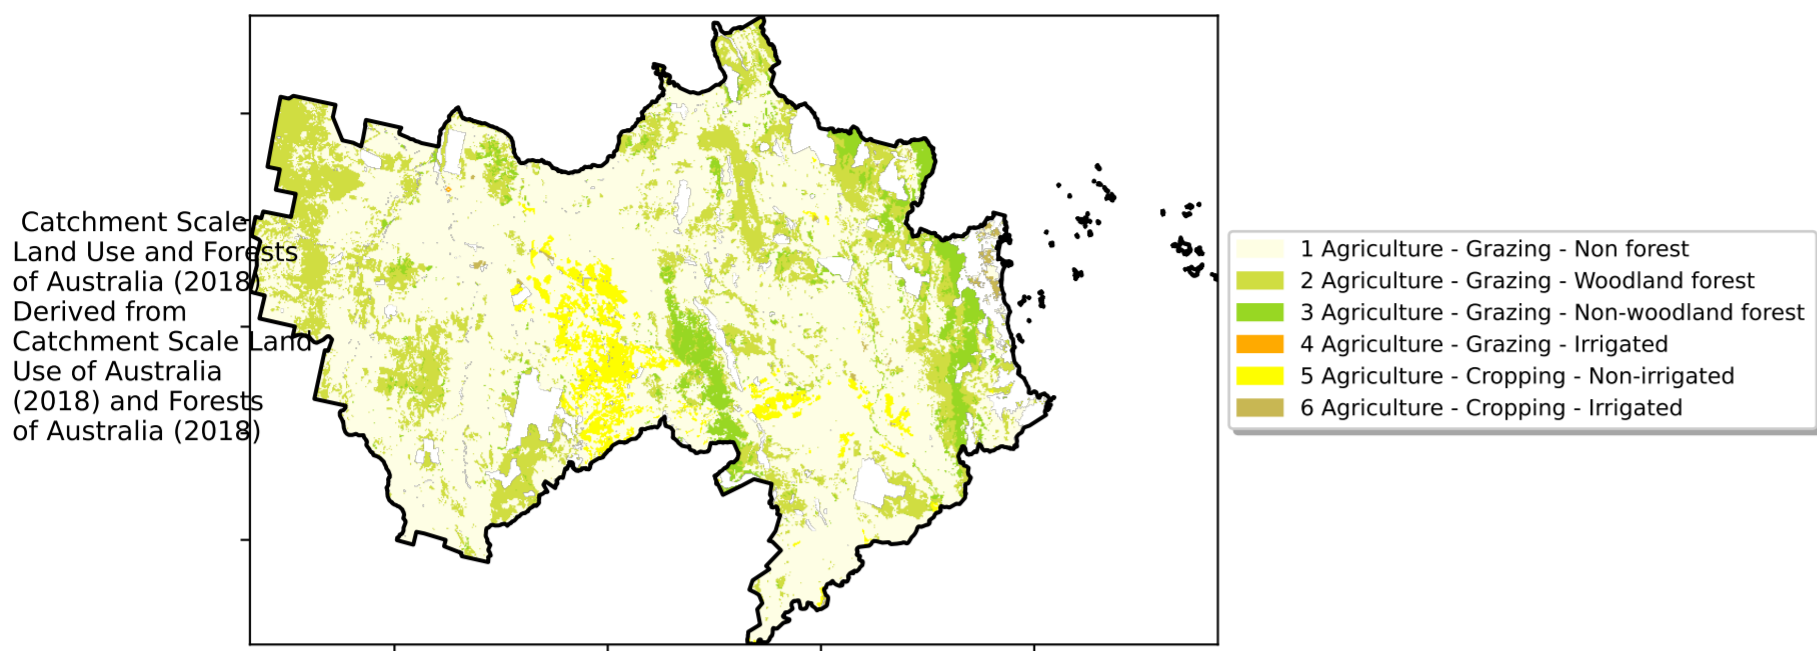 Catchment Scale
Land Use and Forests
of Australia (2018)
Derived from
Catchment Scale Land
Use of Australia
(2018) and Forests
of Australia (2018)
1 Agriculture - Grazing - Non forest
2 Agriculture - Grazing - Woodland forest
3 Agriculture - Grazing - Non-woodland forest
4 Agriculture - Grazing - Irrigated
5 Agriculture - Cropping - Non-irrigated
6 Agriculture - Cropping - Irrigated